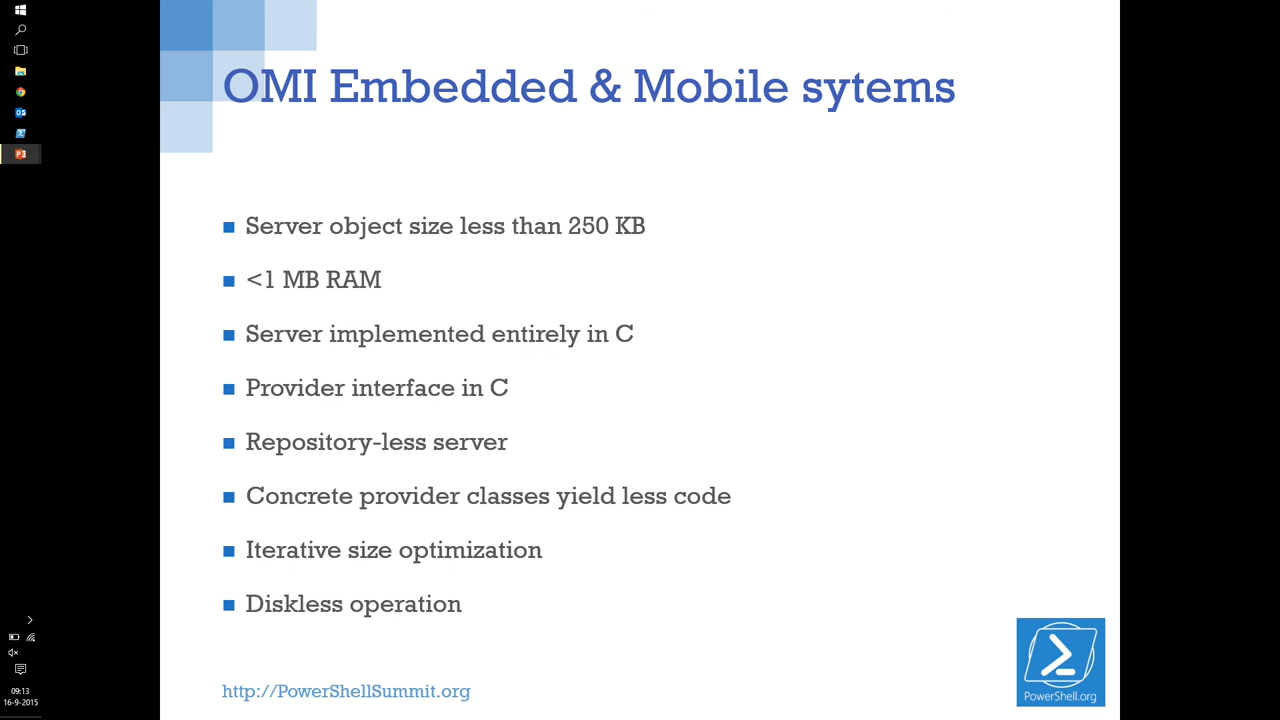 OMI Embedded & Mobile sytems
Server object size less than 250 KB
<1 MB RAM
Server implemented entirely in C
Provider interface in C
Repository-less server
Concrete provider classes yield less code
Iterative size optimization
Diskless operation
http://PowerShellSummit.org
PowerShell.org
09:13
16-9-2015